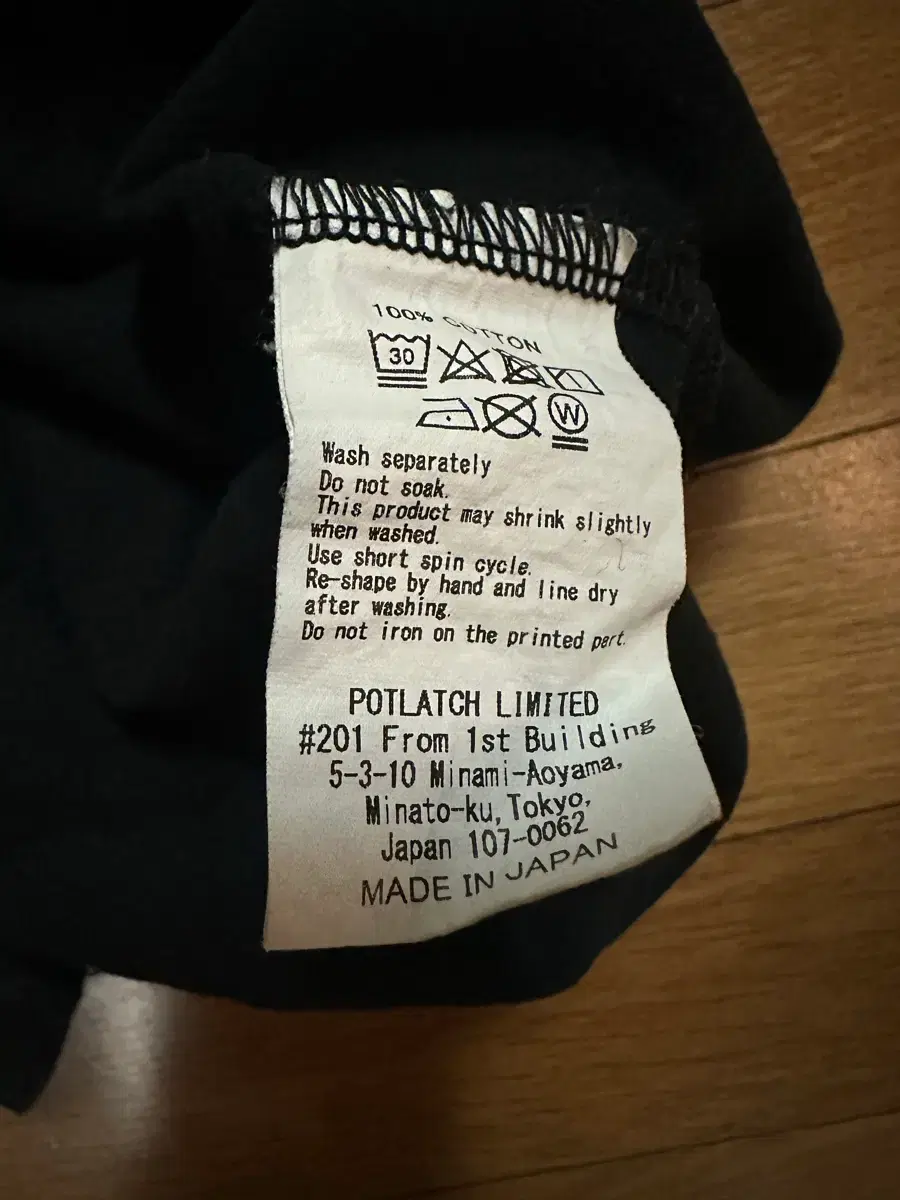 100% COTTON
30
W
Wash separately
Do not soak.
This product may shrink slightly
when washed.
Use short spin cycle.
Re-shape by hand and line dry
after washing.
Do not iron on the printed part.
POTLATCH LIMITED
#201 From 1st Building
5-3-10 Minami-Aoyama,
Minato-ku, Tokyo,
Japan 107-0062
MADE IN JAPAN